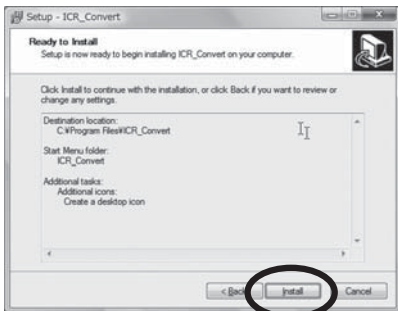 Setup - ICR_Convert
Ready to Install
Setup is now ready to begin installing ICR_Convert on your computer.
Click Install to continue with the installation, or click Back if you want to review or
change any settings.
Destination location:
C:¥Program Files¥ICR_Convert
Start Menu folder:
ICR_Convert
Additional tasks:
Additional icons:
Create a desktop icon
< Back
Install
Cancel